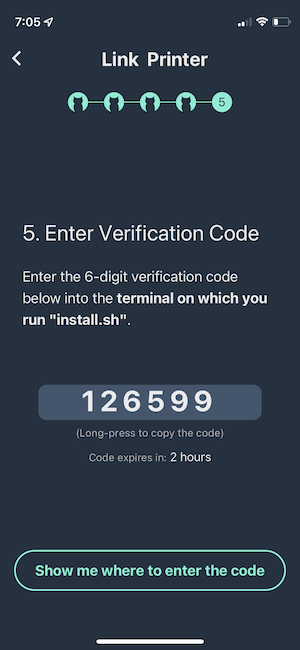 7:05
Link Printer
5
5. Enter Verification Code
Enter the 6-digit verification code
below into the terminal on which you
run "install.sh".
126599
(Long-press to copy the code)
Code expires in: 2 hours
Show me where to enter the code